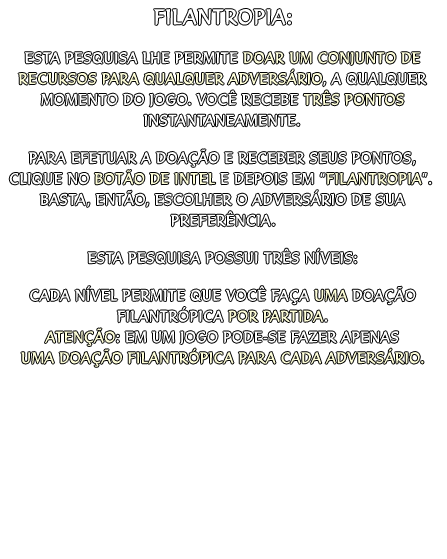 FILANTROPIA:
ESTA PESQUISA LHE PERMITE DOAR UM CONJUNTO DE
RECURSOS PARA QUALQUER ADVERSÁRIO, A QUALQUER
MOMENTO DO JOGO. VOCÊ RECEBE TRÊS PONTOS
INSTANTANEAMENTE.
PARA EFETUAR A DOAÇÃO E RECEBER SEUS PONTOS,
CLIQUE NO BOTÃO DE INTEL E DEPOIS EM "FILANTROPIA".
BASTA, ENTÃO, ESCOLHER O ADVERSÁRIO DE SUA
PREFERÊNCIA.
ESTA PESQUISA POSSUI TRÊS NÍVEIS:
CADA NÍVEL PERMITE QUE VOCÊ FAÇA UMA DOAÇÃO
FILANTRÓPICA POR PARTIDA.
ATENÇÃO: EM UM JOGO PODE-SE FAZER APENAS
UMA DOAÇÃO FILANTRÓPICA PARA CADA ADVERSÁRIO.